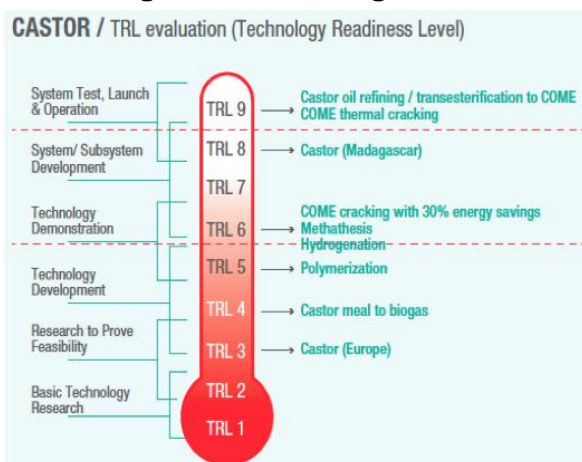 CASTOR / TRL evaluation (Technology Readiness Level)
System Test, Launch
& Operation
TRL 9
Castor oil refining / transesterification to COME
COME thermal cracking
System/ Subsystem
Development
TRL 8
Castor (Madagascar)
TRL 7
Technology
Demonstration
TRL 6
COME cracking with 30% energy savings
Methathesis
Hydrogenation
TRL 5
Polymerization
Technology
Development
TRL 4
Castor meal to biogas
Research to Prove
Feasibility
TRL 3
Castor (Europe)
TRL 2
Basic Technology
Research
TRL 1